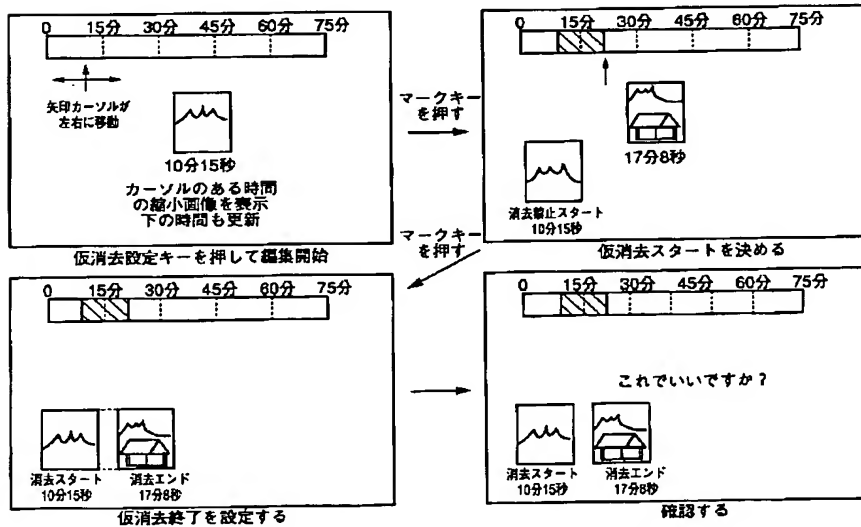 0 15分 30分 45分 60分 75分
矢印カーソルが
左右に移動
10分15秒
カーソルのある時間
の縮小画像を表示
下の時間も更新
仮消去設定キーを押して編集開始
マークキー
を押す
0 15分 30分 45分 60分 75分
17分8秒
消去禁止スタート
10分15秒
仮消去スタートを決める
マークキー
を押す
0 15分 30分 45分 60分 75分
消去スタート
10分15秒
消去エンド
17分8秒
仮消去終了を設定する
0 15分 30分 45分 60分 75分
これでいいですか？
消去スタート
10分15秒
消去エンド
17分8秒
確認する